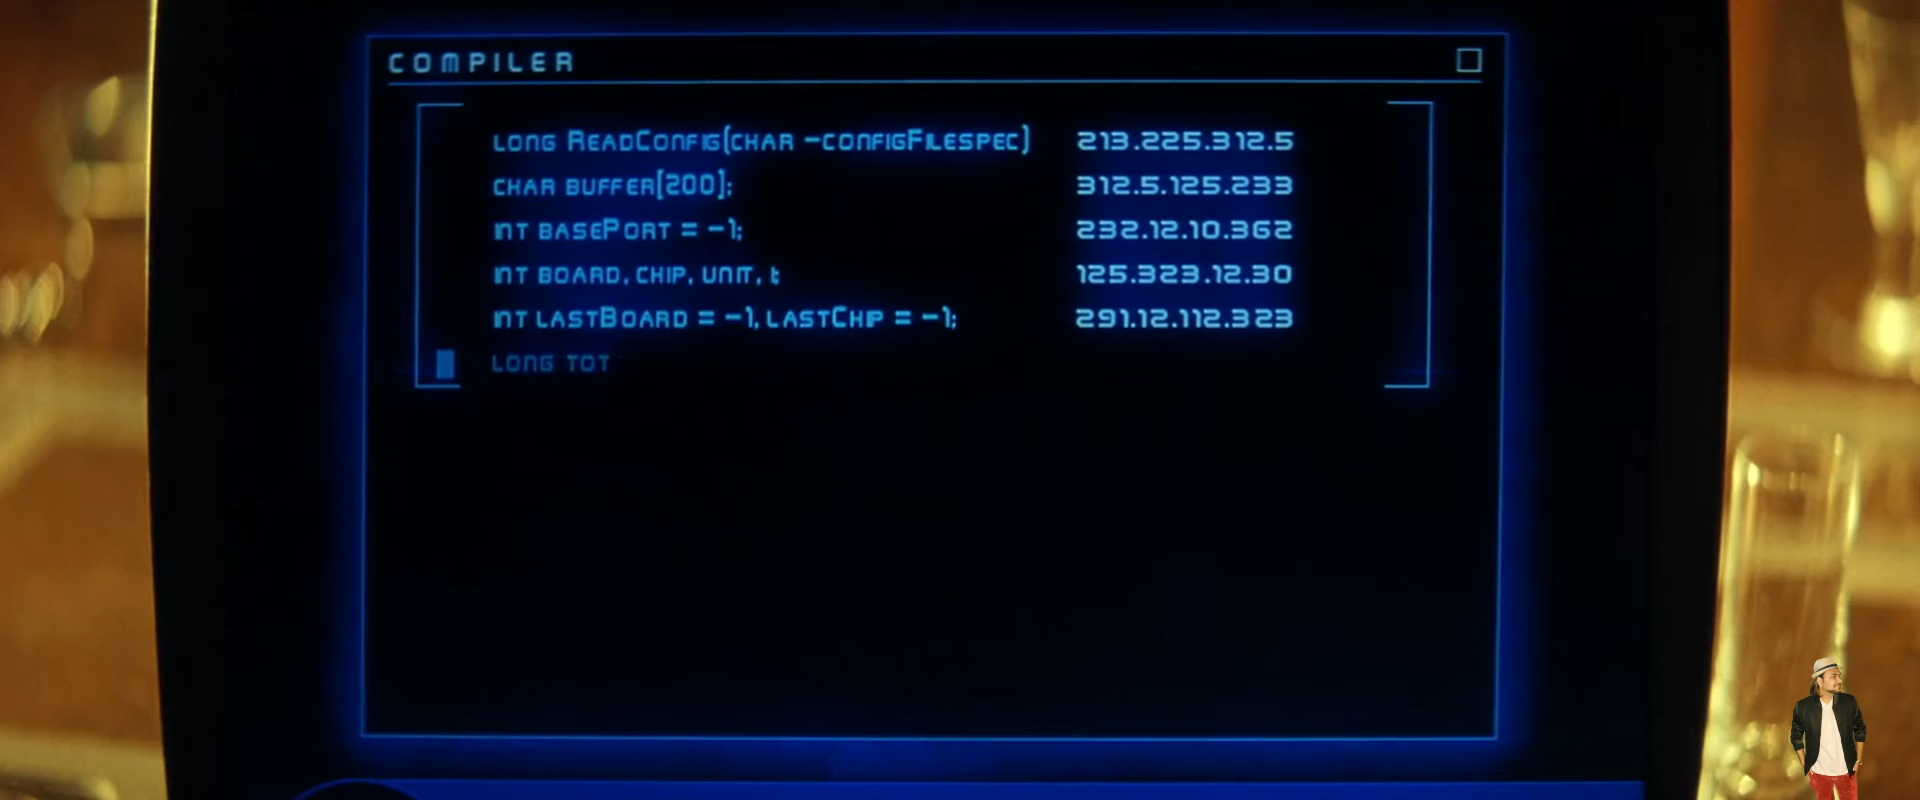 COMPILER
LONG READCONFIG(CHAR -CONFIGFILESPEC) 213.225.312.5
CHAR BUFFER[200]; 312.5.125.233
INT BASEPORT = -1; 232.12.10.362
INT BOARD, CHIP, UNIT, 125.323.12.30
INT LASTBOARD = -1, LASTCHIP = -1; 291.12.112.323
LONG TOT